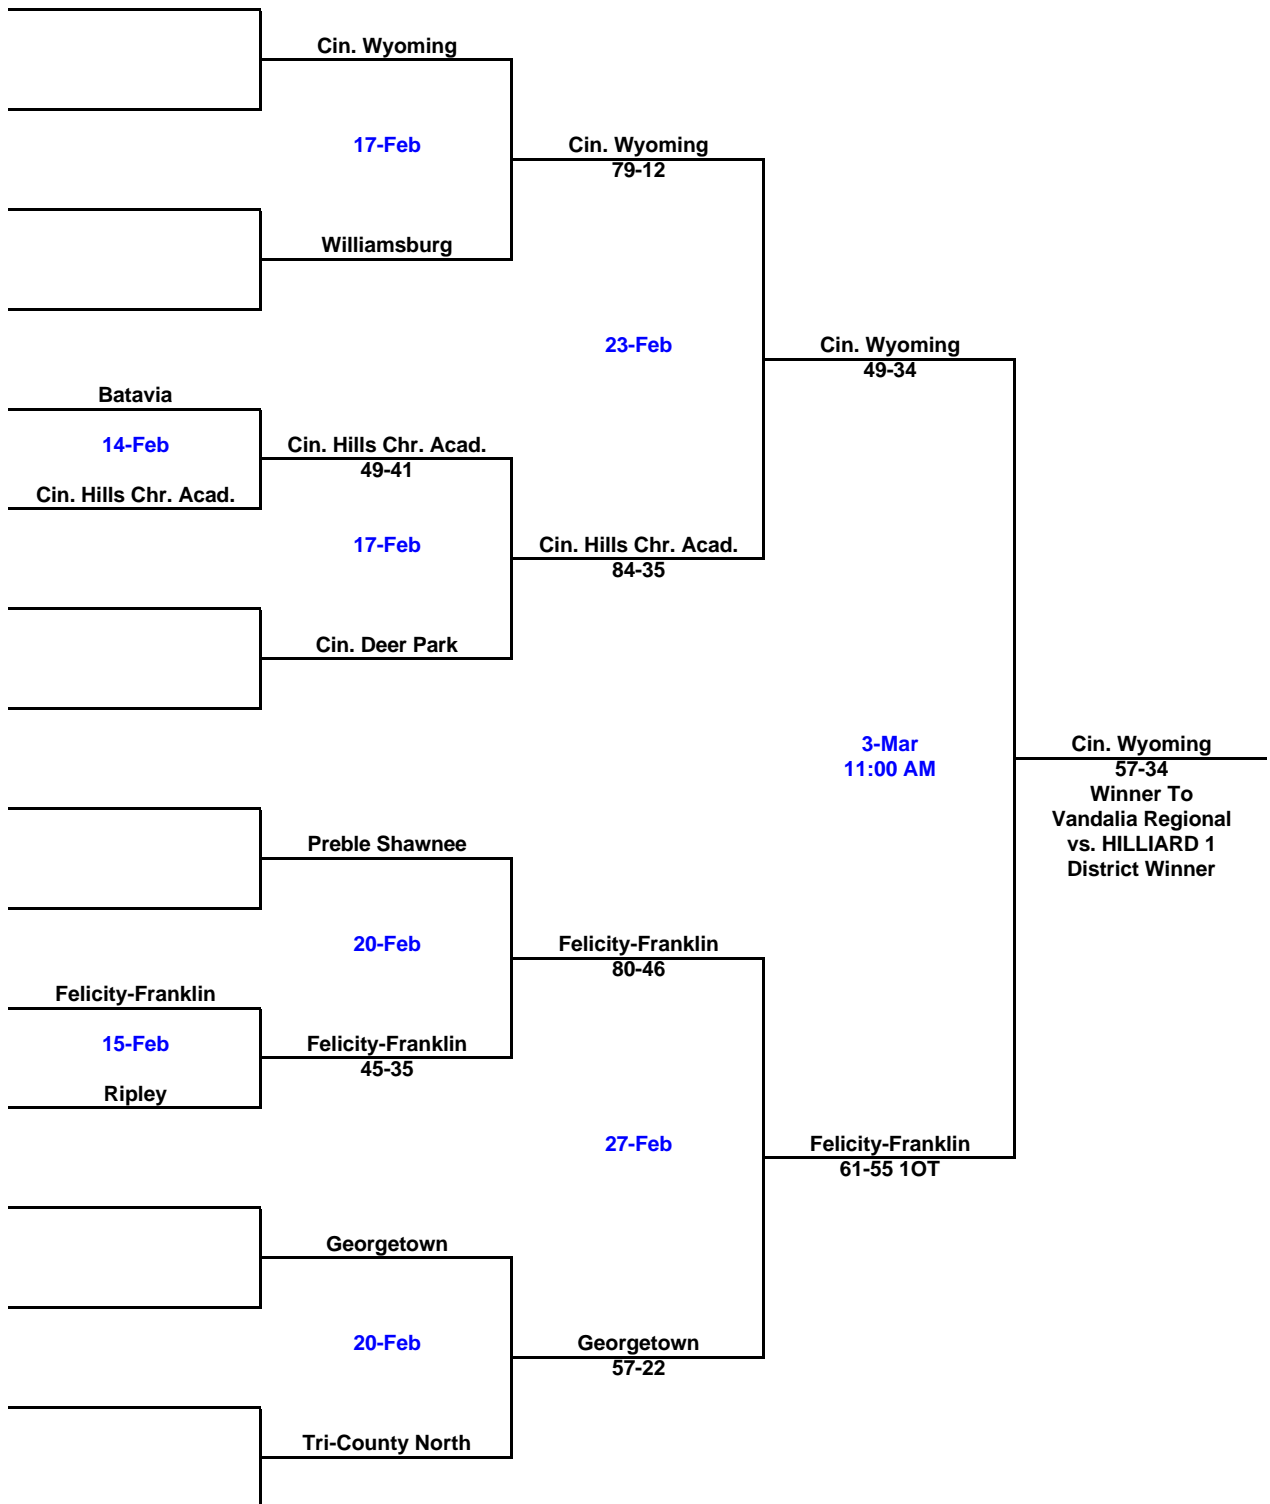 Cin. Wyoming
17-Feb
Cin. Wyoming
79-12
Williamsburg
23-Feb
Cin. Wyoming
49-34
Batavia
14-Feb
Cin. Hills Chr. Acad.
49-41
Cin. Hills Chr. Acad.
17-Feb
Cin. Hills Chr. Acad.
84-35
Cin. Deer Park
3-Mar
11:00 AM
Cin. Wyoming
57-34
Winner To
Vandalia Regional
vs. HILLIARD 1
District Winner
Preble Shawnee
20-Feb
Felicity-Franklin
80-46
Felicity-Franklin
15-Feb
Felicity-Franklin
45-35
Ripley
27-Feb
Felicity-Franklin
61-55 1OT
Georgetown
20-Feb
Georgetown
57-22
Tri-County North